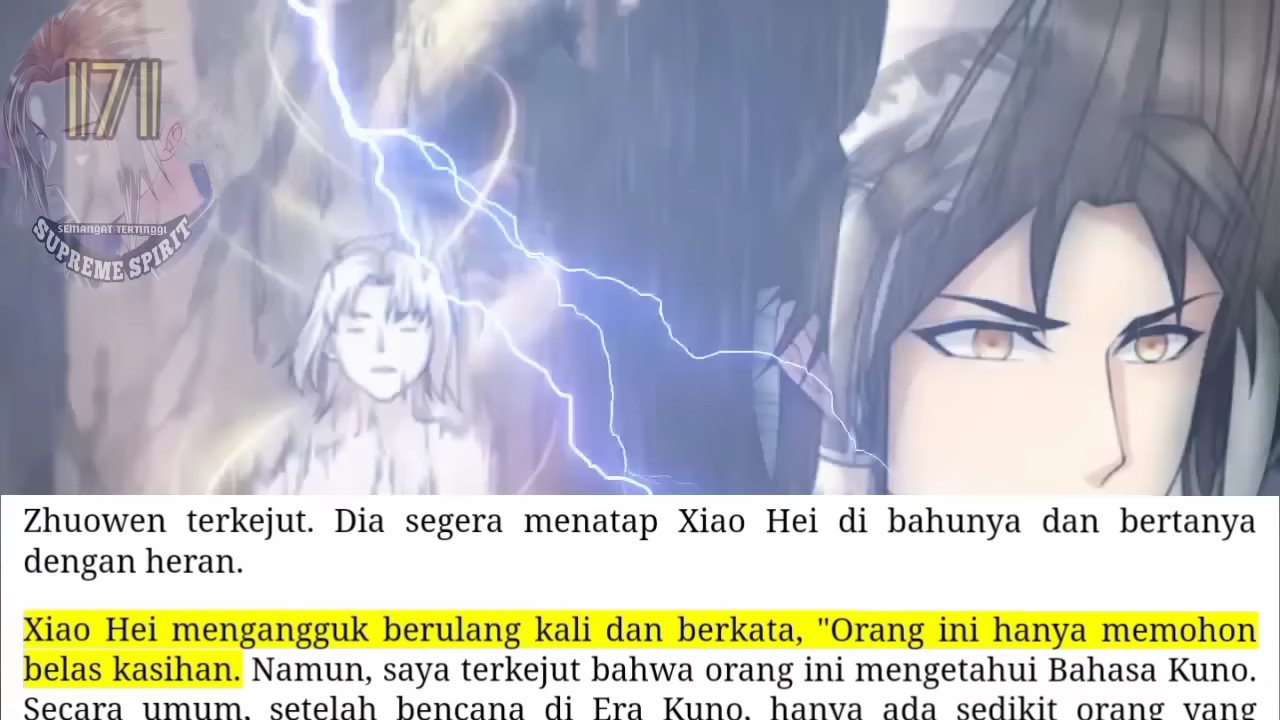 171
SEMANGAT TERTINGGI
SUPREME SPIRIT
Zhuowen terkejut. Dia segera menatap Xiao Hei di bahunya dan bertanya
dengan heran.
Xiao Hei mengangguk berulang kali dan berkata, "Orang ini hanya memohon
belas kasihan. Namun, saya terkejut bahwa orang ini mengetahui Bahasa Kuno.
Secara umum, setelah bencana di Era Kuno, hanya ada sedikit orang yang